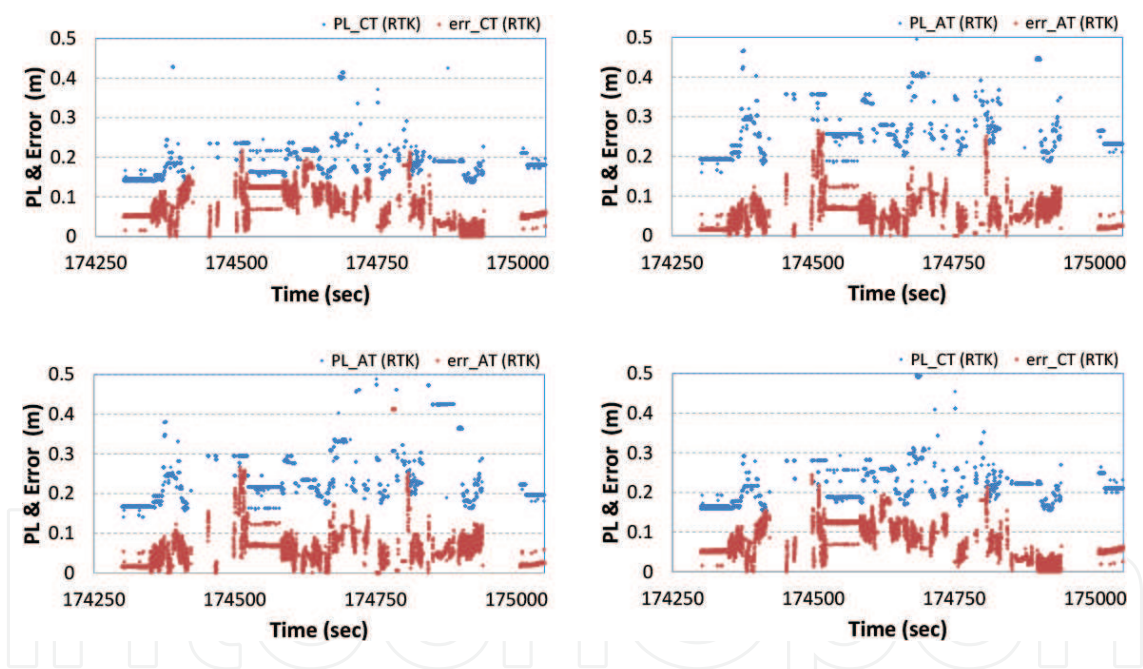 PL_CT (RTK) err_CT (RTK)
0.5
0.4
0.3
0.2
0.1
0
PL & Error (m)
174250 174500 174750 175000
Time (sec)
PL_AT (RTK) err_AT (RTK)
0.5
0.4
0.3
0.2
0.1
0
PL & Error (m)
174250 174500 174750 175000
Time (sec)
PL_AT (RTK) err_AT (RTK)
0.5
0.4
0.3
0.2
0.1
0
PL & Error (m)
174250 174500 174750 175000
Time (sec)
PL_CT (RTK) err_CT (RTK)
0.5
0.4
0.3
0.2
0.1
0
PL & Error (m)
174250 174500 174750 175000
Time (sec)
intechopen